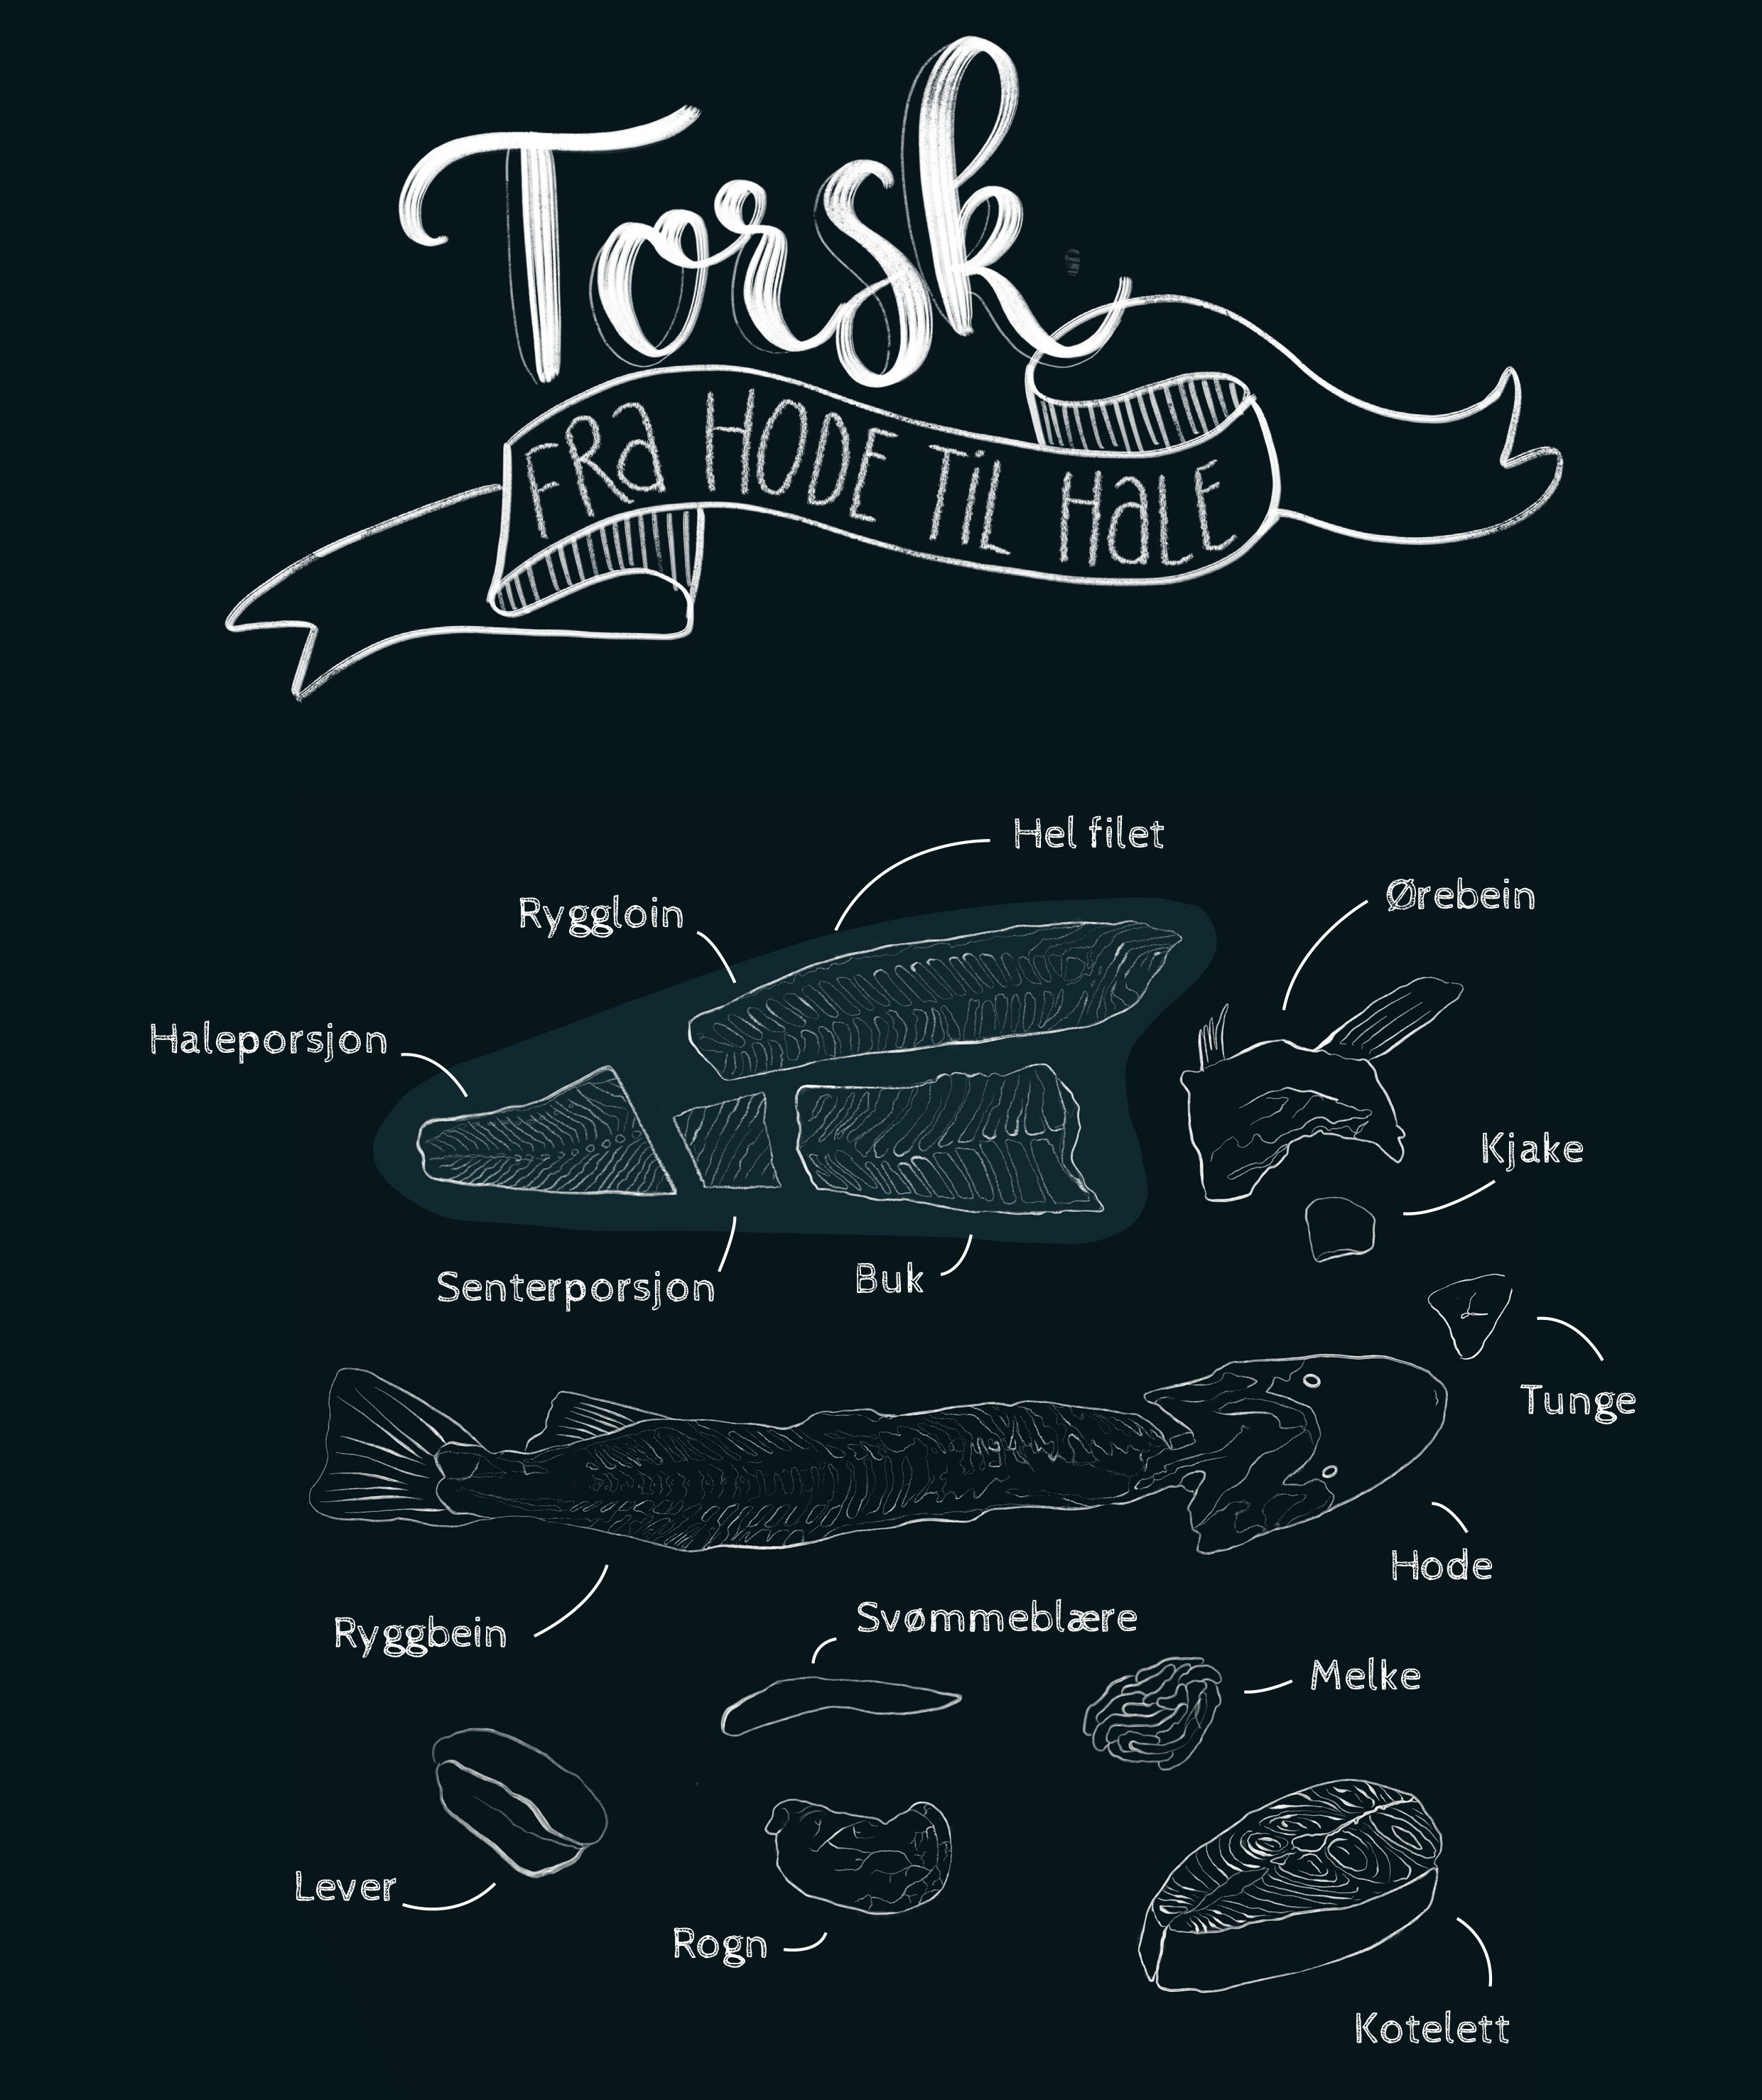 Torsk
FRa HODE TiL HaLE
Hel filet
Ørebein
Ryggloin
Haleporsjon
Kjake
Senterporsjon
Buk
Tunge
Hode
Ryggbein
Svømmeblære
Melke
Lever
Rogn
Kotelett